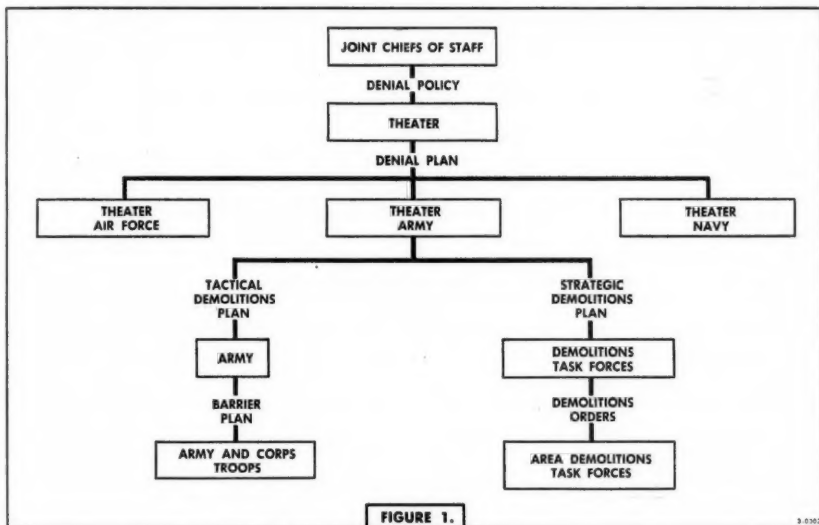 JOINT CHIEFS OF STAFF
DENIAL POLICY
THEATER
DENIAL PLAN
THEATER
AIR FORCE
THEATER
ARMY
THEATER
NAVY
TACTICAL
DEMOLITIONS
PLAN
STRATEGIC
DEMOLITIONS
PLAN
ARMY
DEMOLITIONS
TASK FORCES
BARRIER
PLAN
DEMOLITIONS
ORDERS
ARMY AND CORPS
TROOPS
AREA DEMOLITIONS
TASK FORCES
FIGURE 1.